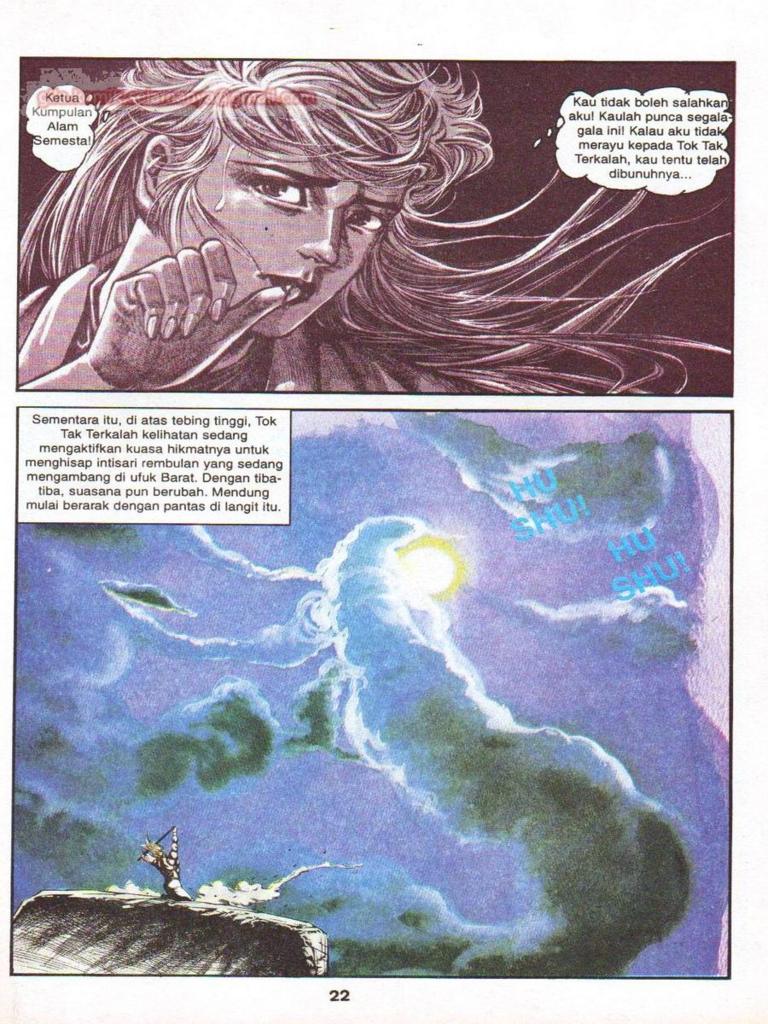 Ketua
Kumpulan
Alam
Semesta!
Kau tidak boleh salahkan
aku! Kaulah punca segala-
gala ini! Kalau aku tidak
merayu kepada Tok Tak
Terkalah, kau tentu telah
dibunuhnya...
Sementara itu, di atas tebing tinggi, Tok
Tak Terkalah kelihatan sedang
mengaktifkan kuasa hikmatnya untuk
menghisap intisari rembulan yang sedang
mengambang di ufuk Barat. Dengan tiba-
tiba, suasana pun berubah. Mendung
mulai berarak dengan pantas di langit itu.
HU
SHU!
HU
SHU!
22